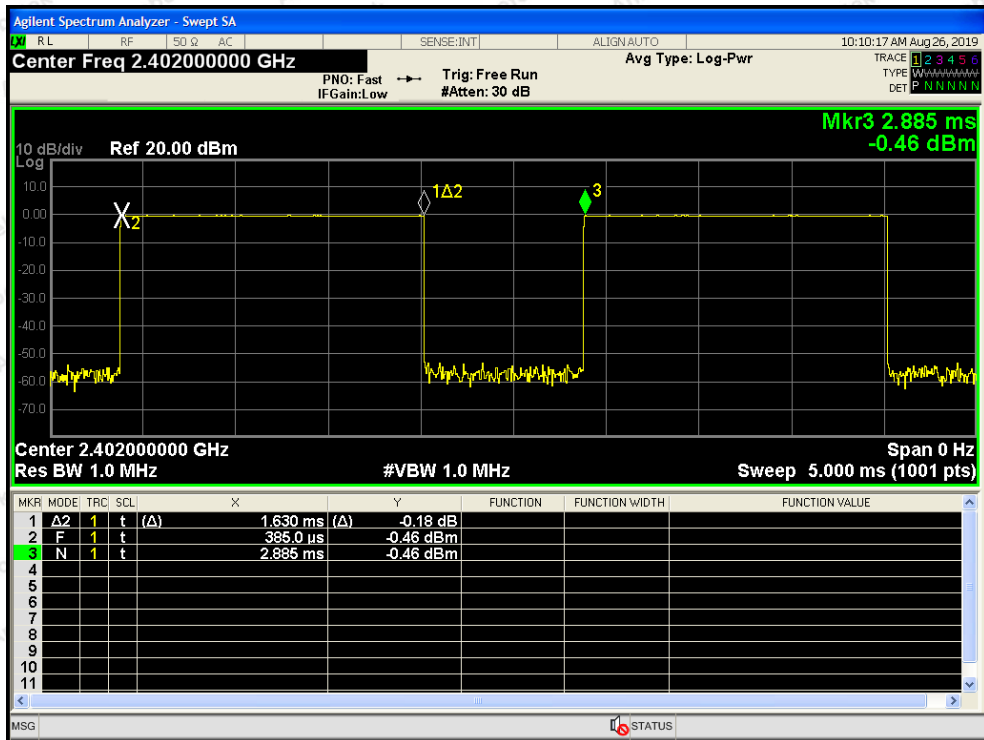 Agilent Spectrum Analyzer - Swept SA
LXI RL RF 50 Ω AC SENSE:INT ALIGNAUTO 10:10:17 AM Aug 26, 2019
Center Freq 2.402000000 GHz Avg Type: Log-Pwr TRACE 1 2 3 4 5 6
PNO: Fast Trig: Free Run TYPE WWWWWW
IFGain:Low #Atten: 30 dB DET P N N N N N
Mkr3 2.885 ms
10 dB/div Ref 20.00 dBm -0.46 dBm
Log
10.0
1Δ2
3
0.00
2
-10.0
-20.0
-30.0
-40.0
-50.0
-60.0
-70.0
Center 2.402000000 GHz Span 0 Hz
Res BW 1.0 MHz #VBW 1.0 MHz Sweep 5.000 ms (1001 pts)
MKR MODE TRC SCL X Y FUNCTION FUNCTION WIDTH FUNCTION VALUE
1 Δ2 1 t (Δ) 1.630 ms (Δ) -0.18 dB
2 F 1 t 385.0 µs -0.46 dBm
3 N 1 t 2.885 ms -0.46 dBm
4
5
6
7
8
9
10
11
MSG STATUS